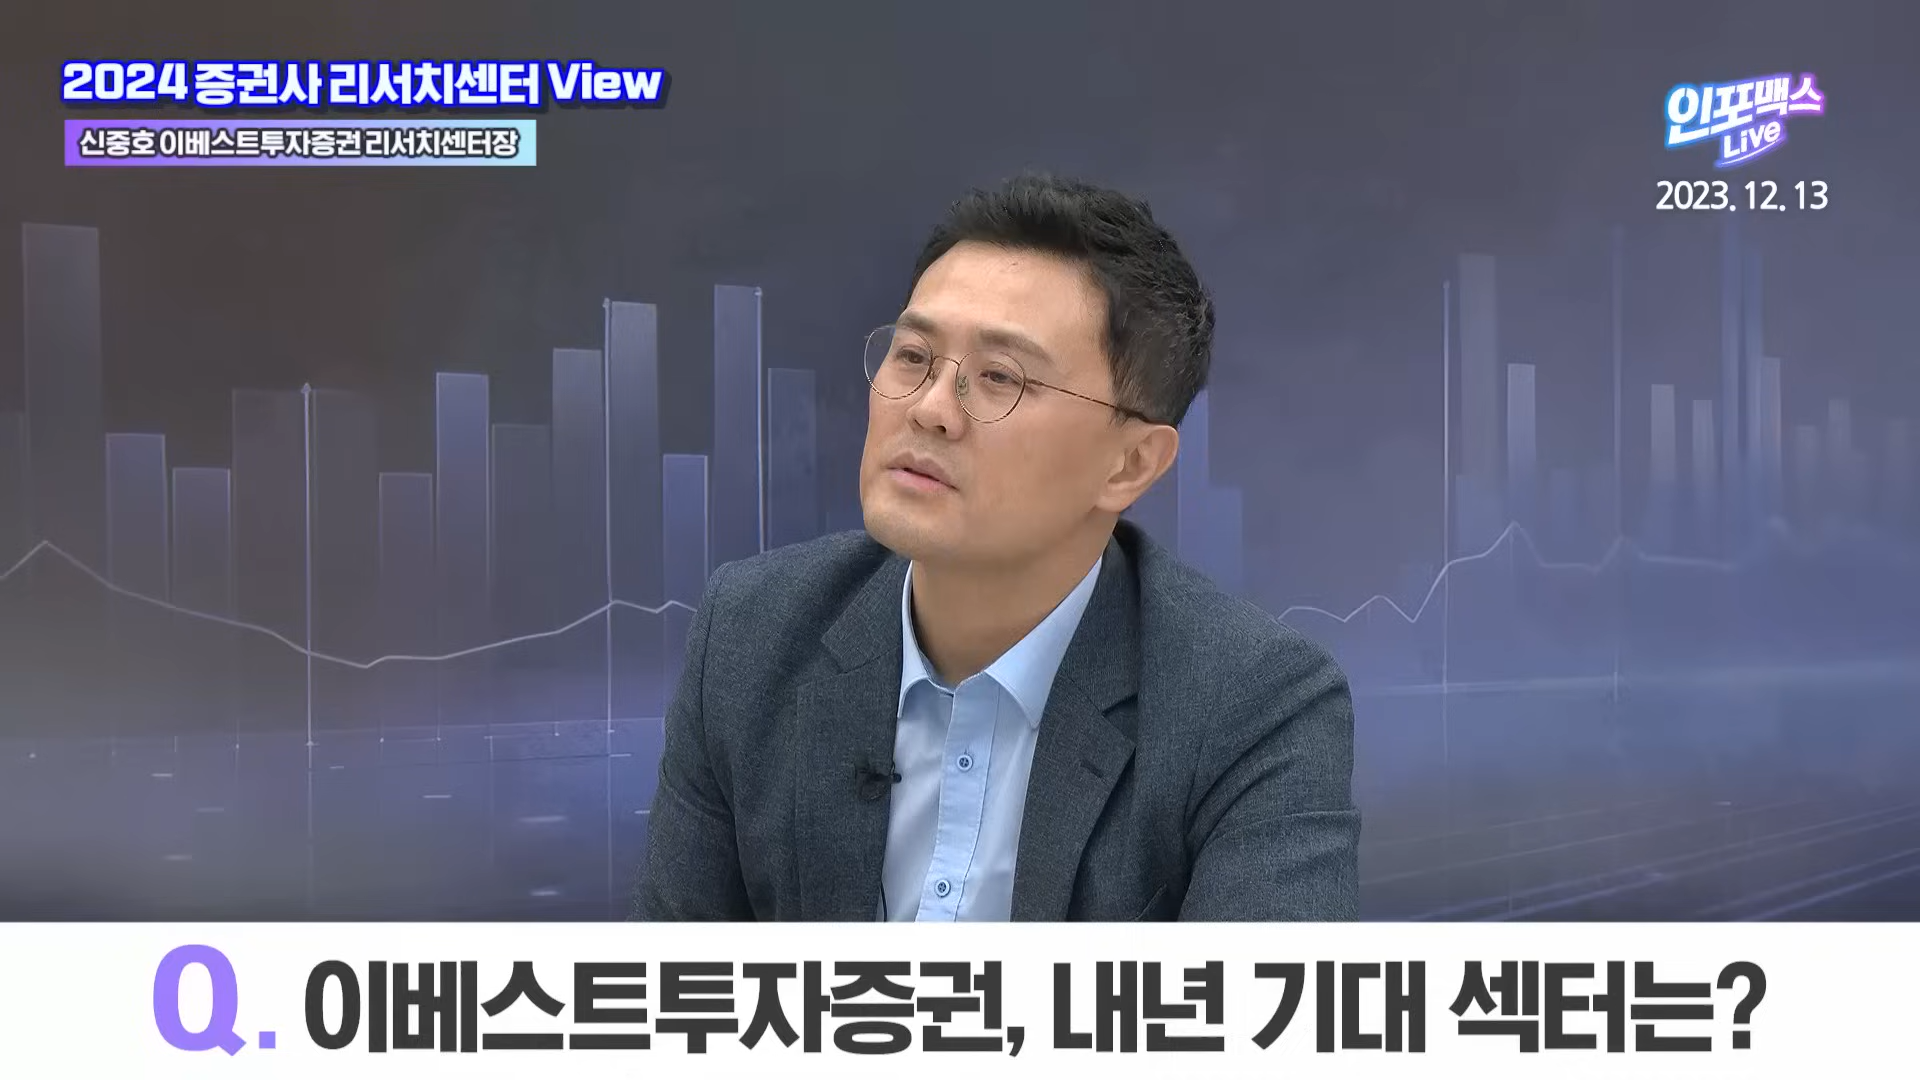 2024 증권사 리서치센터 View
신중호 이베스트투자증권 리서치센터장
인포맥스
Live
2023. 12. 13
Q. 이베스트투자증권, 내년 기대 섹터는?